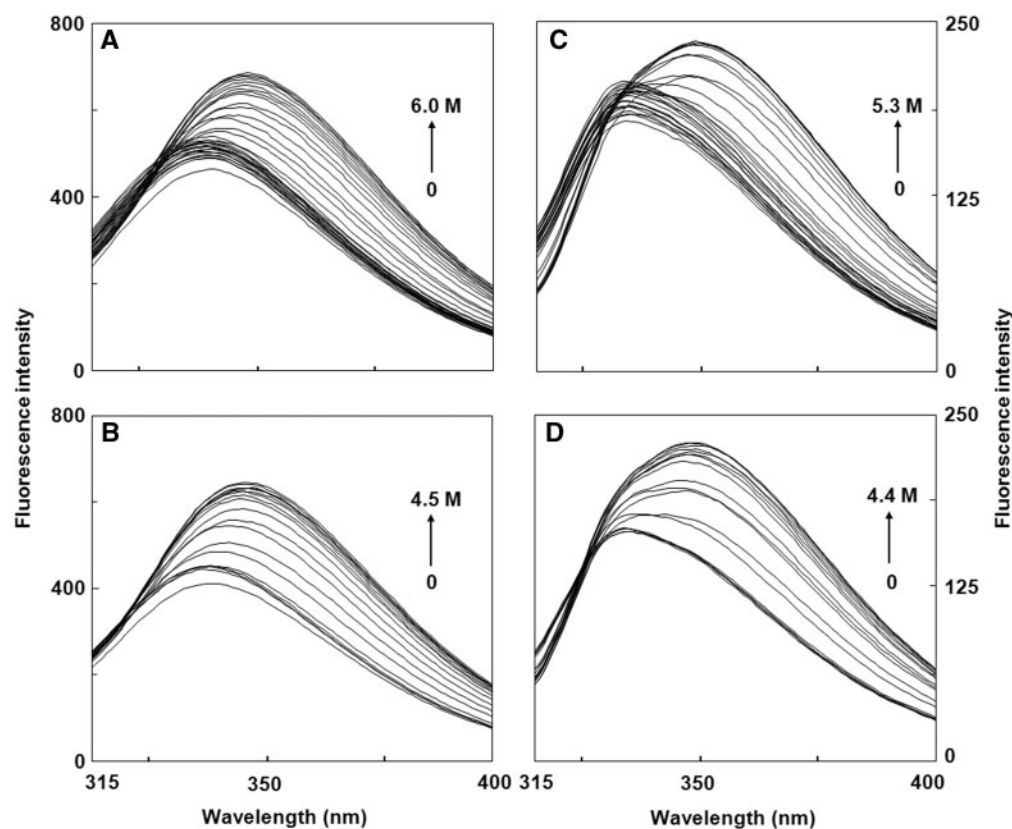 800
A
6.0 M
0
400
0
C
250
5.3 M
0
125
0
Fluorescence intensity
Fluorescence intensity
800
B
4.5 M
0
400
0
D
250
4.4 M
0
125
0
315 350 400
315 350 400
Wavelength (nm)
Wavelength (nm)